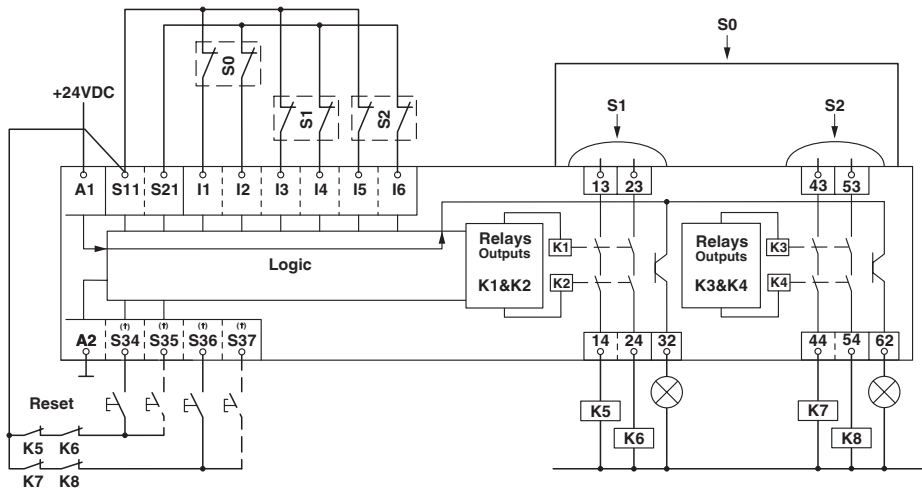 S0
S0
S1
S2
+24VDC
S1
S2
A1 S11 S21 I1 I2 I3 I4 I5 I6
13 23
43 53
Logic
Relays
Outputs
K1&K2
K1
K2
Relays
Outputs
K3&K4
K3
K4
A2 S34 S35 S36 S37
(†) (†) (†) (†)
14 24 32
44 54 62
Reset
K5 K6
K7 K8
K5
K6
K7
K8